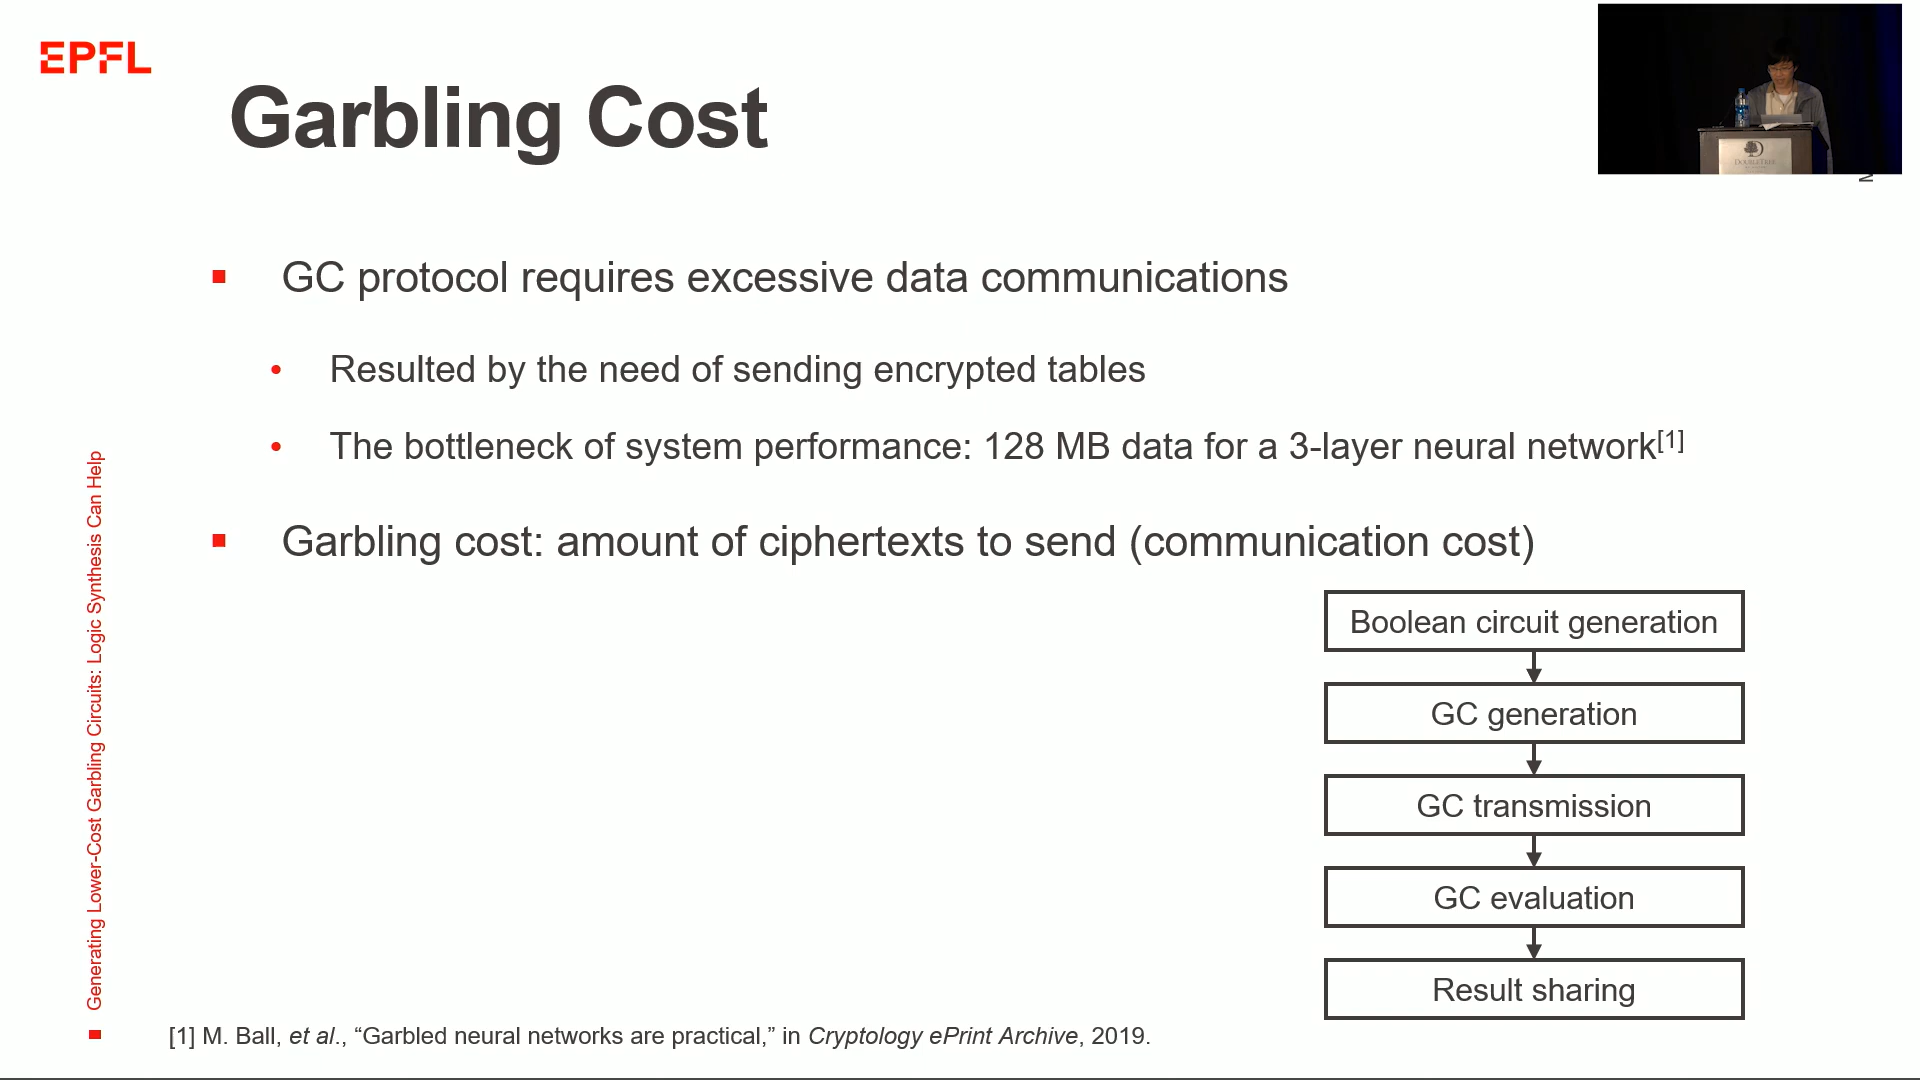 EPFL
Garbling Cost
GC protocol requires excessive data communications
Resulted by the need of sending encrypted tables
The bottleneck of system performance: 128 MB data for a 3-layer neural network[1]
Garbling cost: amount of ciphertexts to send (communication cost)
Boolean circuit generation
GC generation
GC transmission
GC evaluation
Result sharing
[1] M. Ball, et al., “Garbled neural networks are practical,” in Cryptology ePrint Archive, 2019.
Generating Lower-Cost Garbling Circuits: Logic Synthesis Can Help
DOUBLETREE